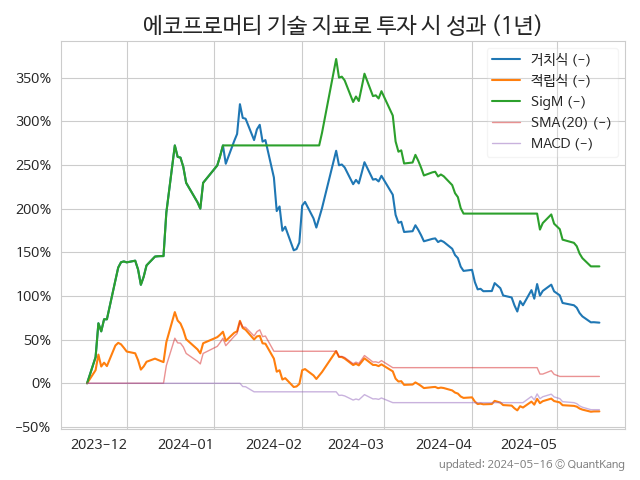 에코프로머티 기술 지표로 투자 시 성과 (1년)
거치식 (-)
적립식 (-)
SigM (-)
SMA(20) (-)
MACD (-)
350%
300%
250%
200%
150%
100%
50%
0%
-50%
2023-12 2024-01 2024-02 2024-03 2024-04 2024-05
updated: 2024-05-16 © QuantKang